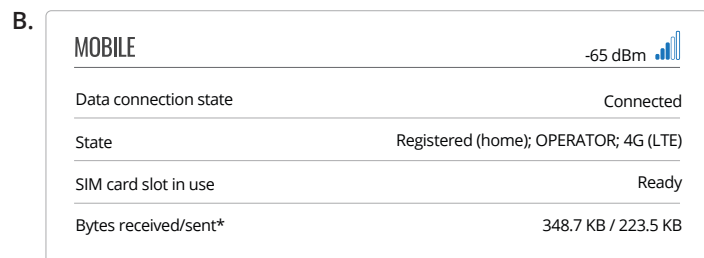 B.
MOBILE -65 dBm
Data connection state Connected
State Registered (home); OPERATOR; 4G (LTE)
SIM card slot in use Ready
Bytes received/sent* 348.7 KB / 223.5 KB